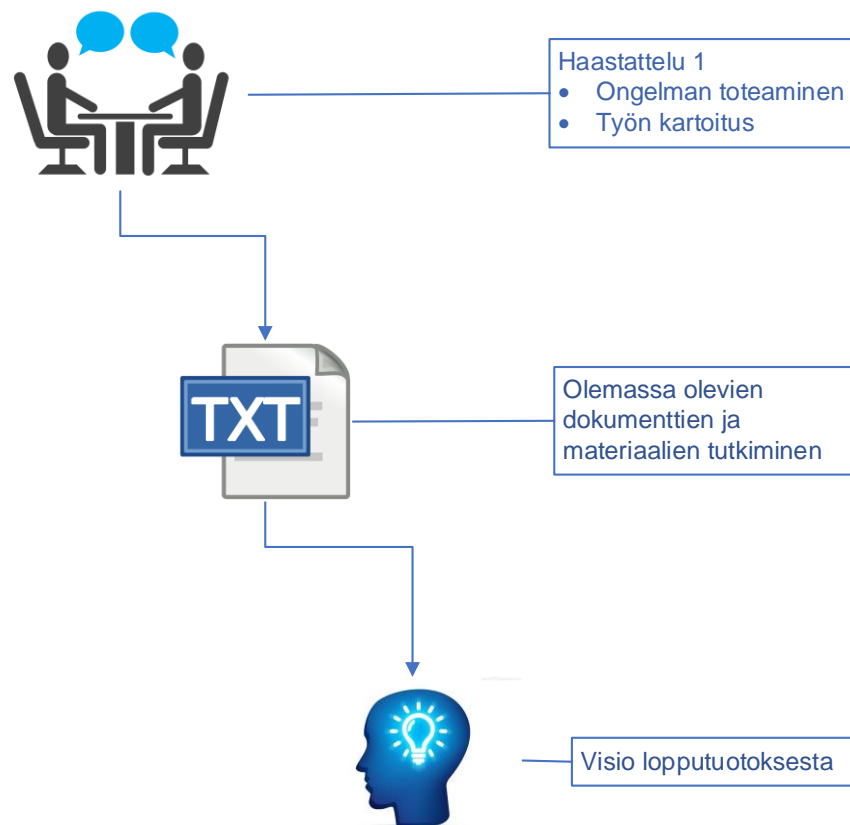 Haastattelu 1
• Ongelman toteaminen
• Työn kartoitus
TXT
Olemassa olevien
dokumenttien ja
materiaalien tutkiminen
Visio lopputuotoksesta